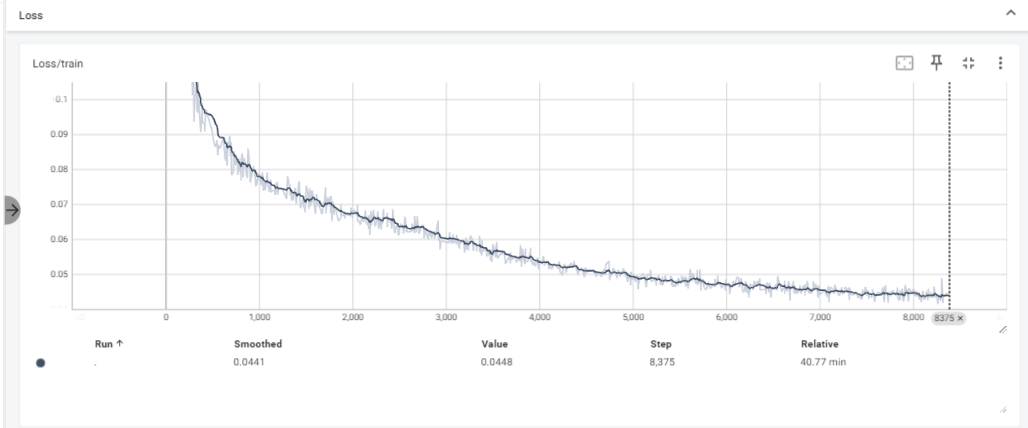 Loss
Loss/train
0.1
0.09
0.08
0.07
0.06
0.05
0 1,000 2,000 3,000 4,000 5,000 6,000 7,000 8,000 8375 ×
Run ↑ Smoothed Value Step Relative
. 0.0441 0.0448 8,375 40.77 min